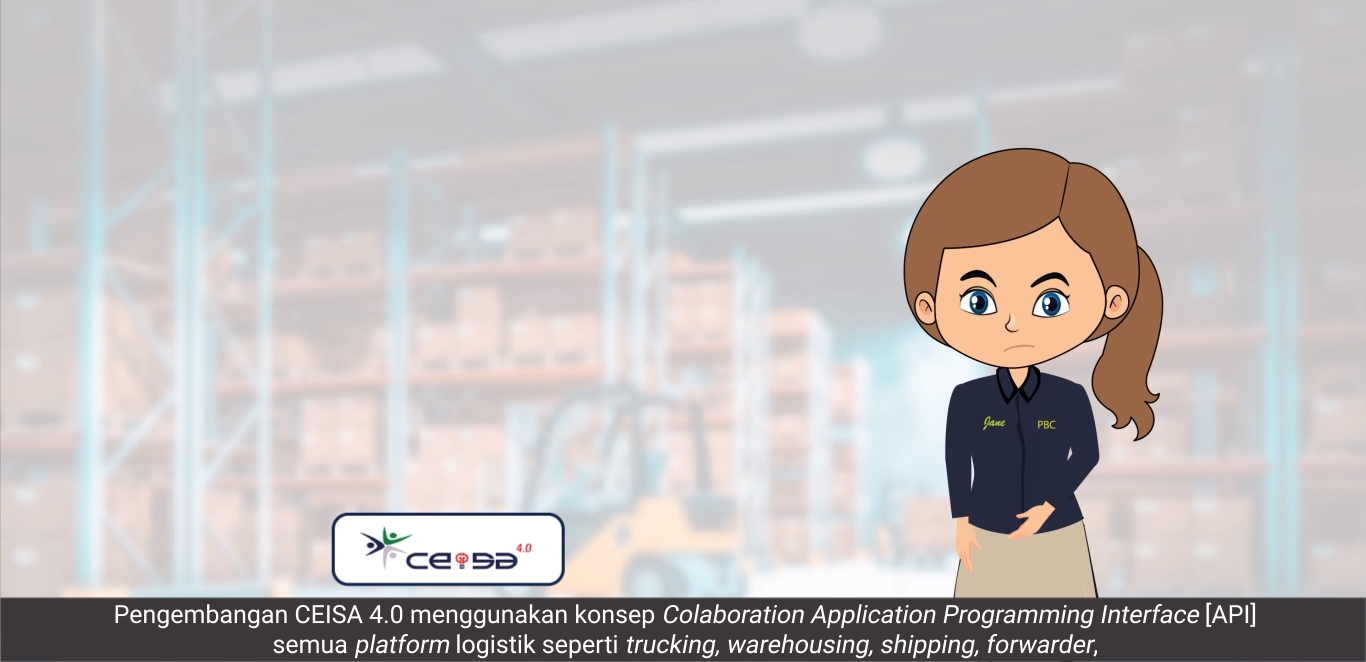 Jane PBC
CEISA 4.0
Pengembangan CEISA 4.0 menggunakan konsep Colaboration Application Programming Interface [API]
semua platform logistik seperti trucking, warehousing, shipping, forwarder,